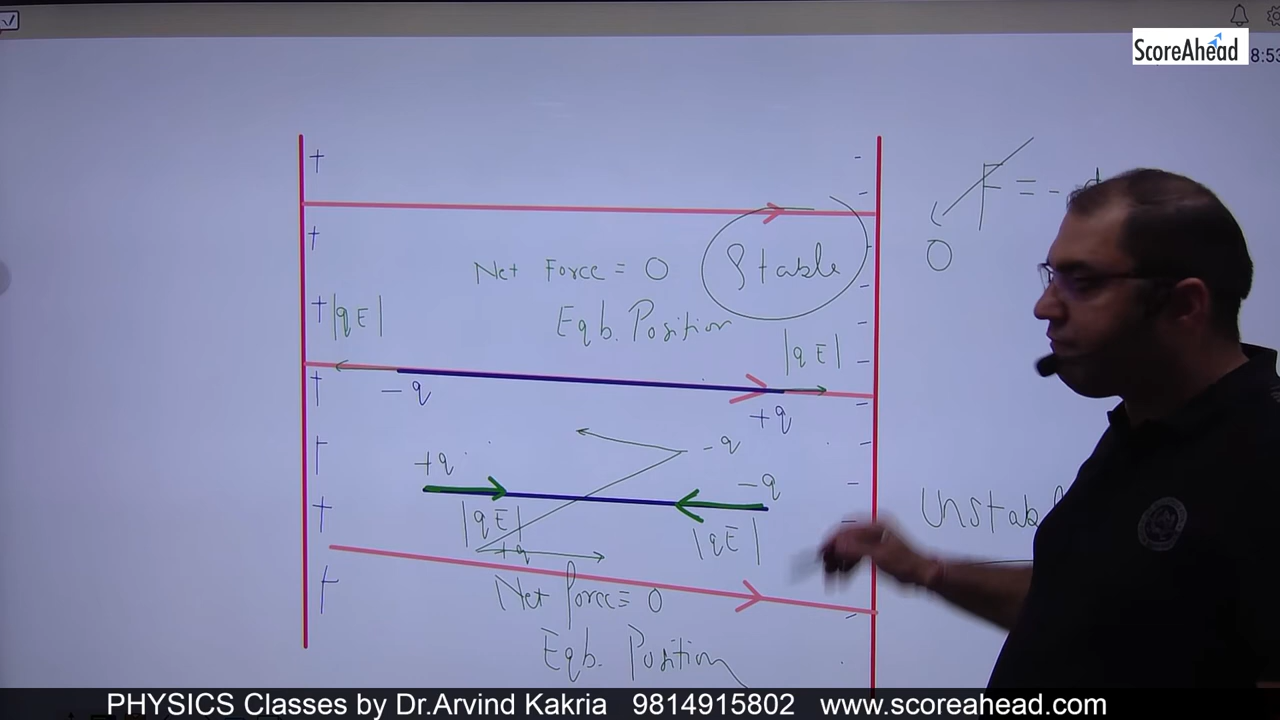 ScoreAhead
8:53
+ -
-
+
F = -
O
Net Force = 0 Stable
+ |qE| Eqb. Position
|qE| -
+ -q +q
-
+q -q -q
|qE| |qE|
+q
Net force = 0
Eqb. Position
PHYSICS Classes by Dr.Arvind Kakria 9814915802 www.scoreahead.com